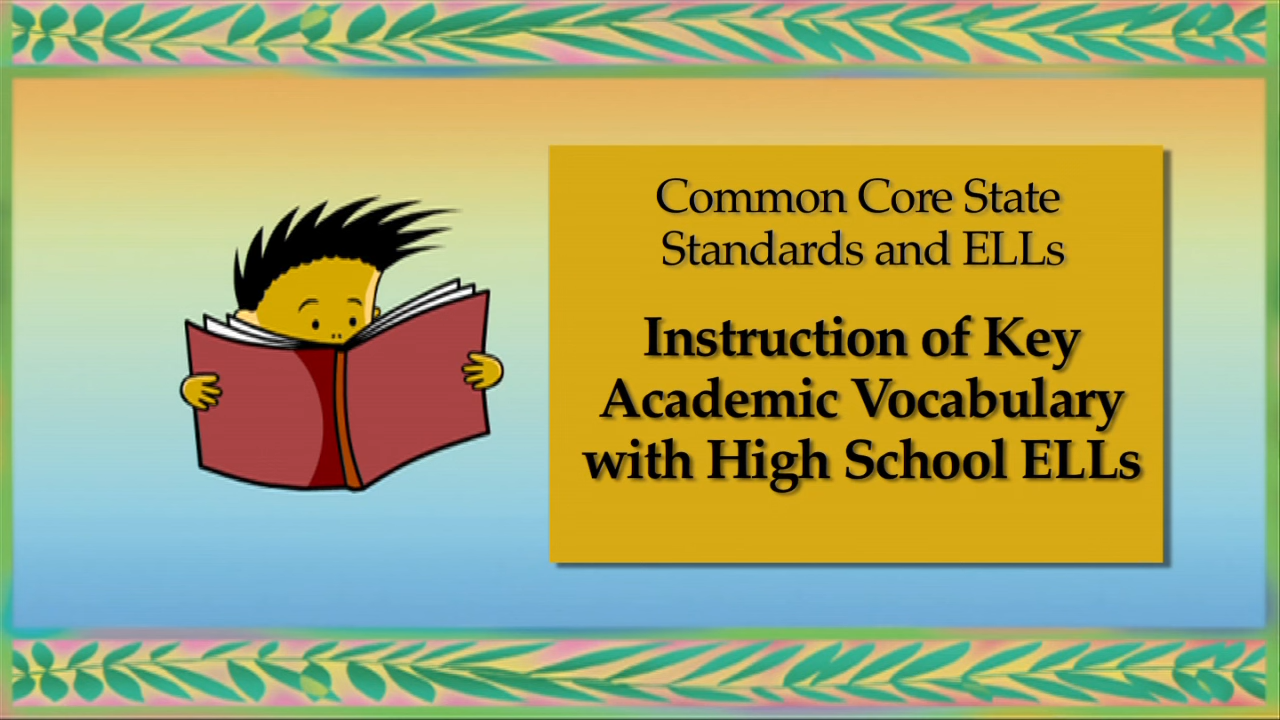 Common Core State
Standards and ELLs
Instruction of Key
Academic Vocabulary
with High School ELLs